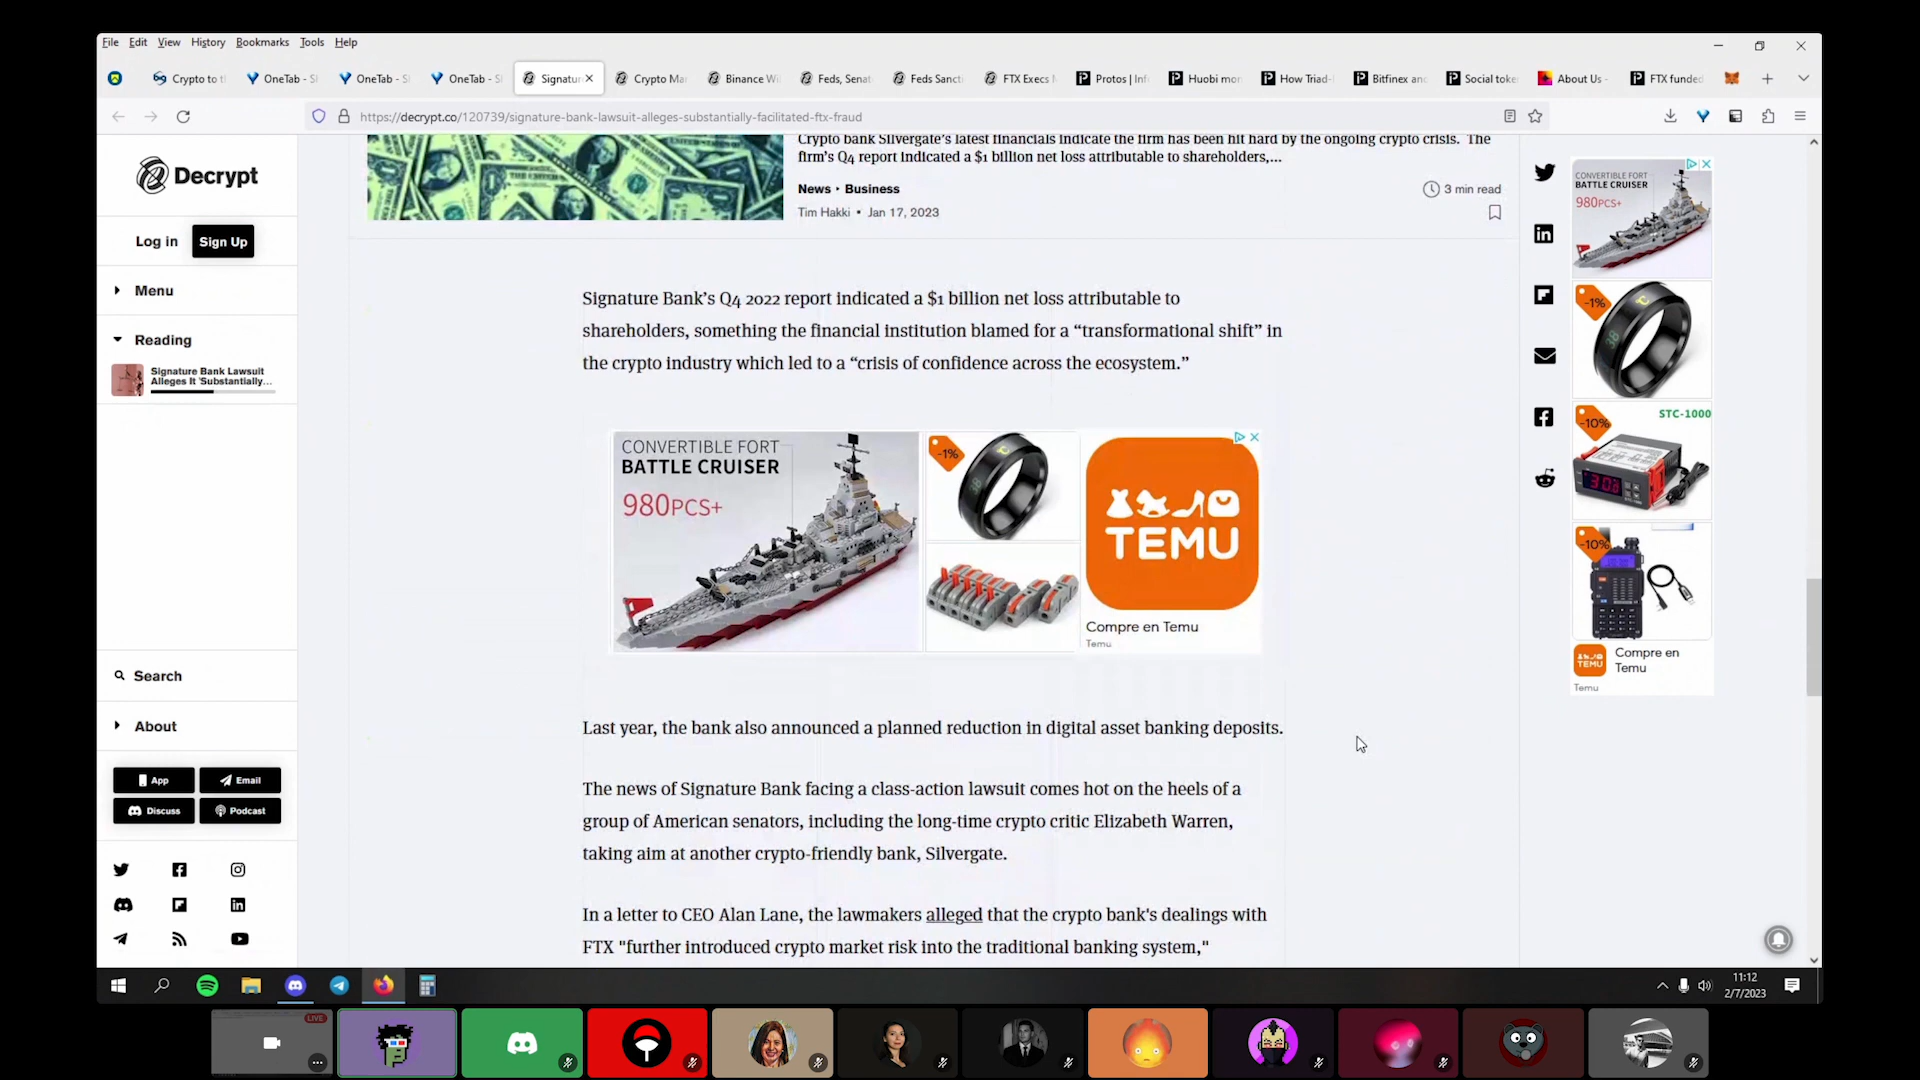 File Edit View History Bookmarks Tools Help
Crypto to t
OneTab - S
OneTab - S
OneTab - S
Signatur
Crypto Ma
Binance Wi
Feds, Senat
Feds Sancti
FTX Execs
Protos | Inf
Huobi mor
How Triad-
Bitfinex and
Social toke
About Us -
FTX funded
https://decrypt.co/120739/signature-bank-lawsuit-alleges-substantially-facilitated-ftx-fraud
Decrypt
Log in
Sign Up
Menu
Reading
Signature Bank Lawsuit
Alleges It 'Substantially...
Search
About
App
Email
Discuss
Podcast
Crypto bank Silvergate's latest financials indicate the firm has been hit hard by the ongoing crypto crisis. The
firm's Q4 report indicated a $1 billion net loss attributable to shareholders,...
News • Business
3 min read
Tim Hakki • Jan 17, 2023
Signature Bank’s Q4 2022 report indicated a $1 billion net loss attributable to
shareholders, something the financial institution blamed for a “transformational shift” in
the crypto industry which led to a “crisis of confidence across the ecosystem.”
CONVERTIBLE FORT
BATTLE CRUISER
980PCS+
-1%
TEMU
Compre en Temu
Temu
Last year, the bank also announced a planned reduction in digital asset banking deposits.
The news of Signature Bank facing a class-action lawsuit comes hot on the heels of a
group of American senators, including the long-time crypto critic Elizabeth Warren,
taking aim at another crypto-friendly bank, Silvergate.
In a letter to CEO Alan Lane, the lawmakers alleged that the crypto bank's dealings with
FTX "further introduced crypto market risk into the traditional banking system,"
CONVERTIBLE FORT
BATTLE CRUISER
980PCS+
-1%
-10%
STC-1000
-10%
TEMU
Compre en
Temu
Temu
11:12
2/7/2023
LIVE